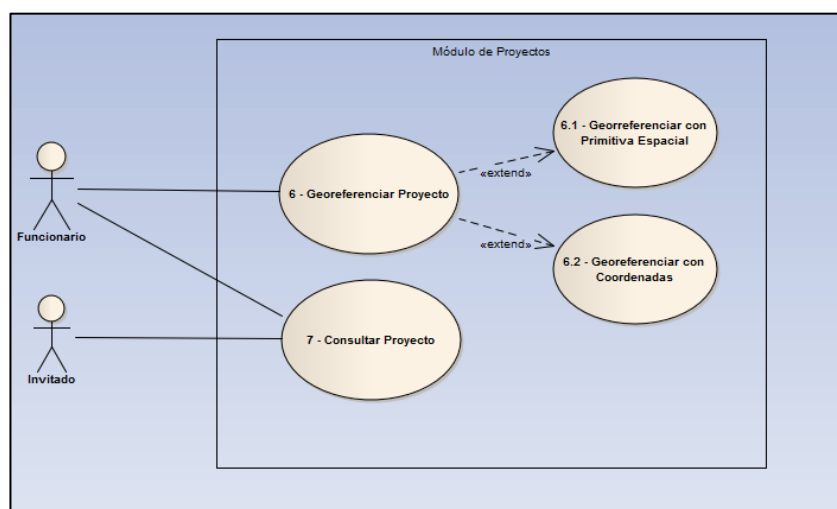 Módulo de Proyectos
6.1 - Georreferenciar con
Primitiva Espacial
«extend»
6 - Georeferenciar Proyecto
Funcionario
«extend»
6.2 - Georeferenciar con
Coordenadas
7 - Consultar Proyecto
Invitado